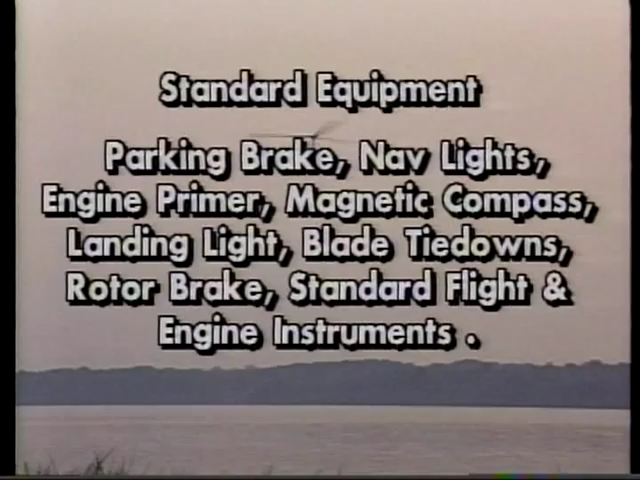 Standard Equipment
Parking Brake, Nav Lights,
Engine Primer, Magnetic Compass,
Landing Light, Blade Tiedowns,
Rotor Brake, Standard Flight &
Engine Instruments .